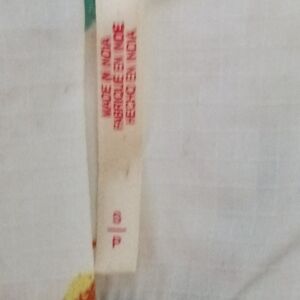 MADE IN INDIA
FABRIQUÉ EN INDE
HECHO EN INDIA
S
P